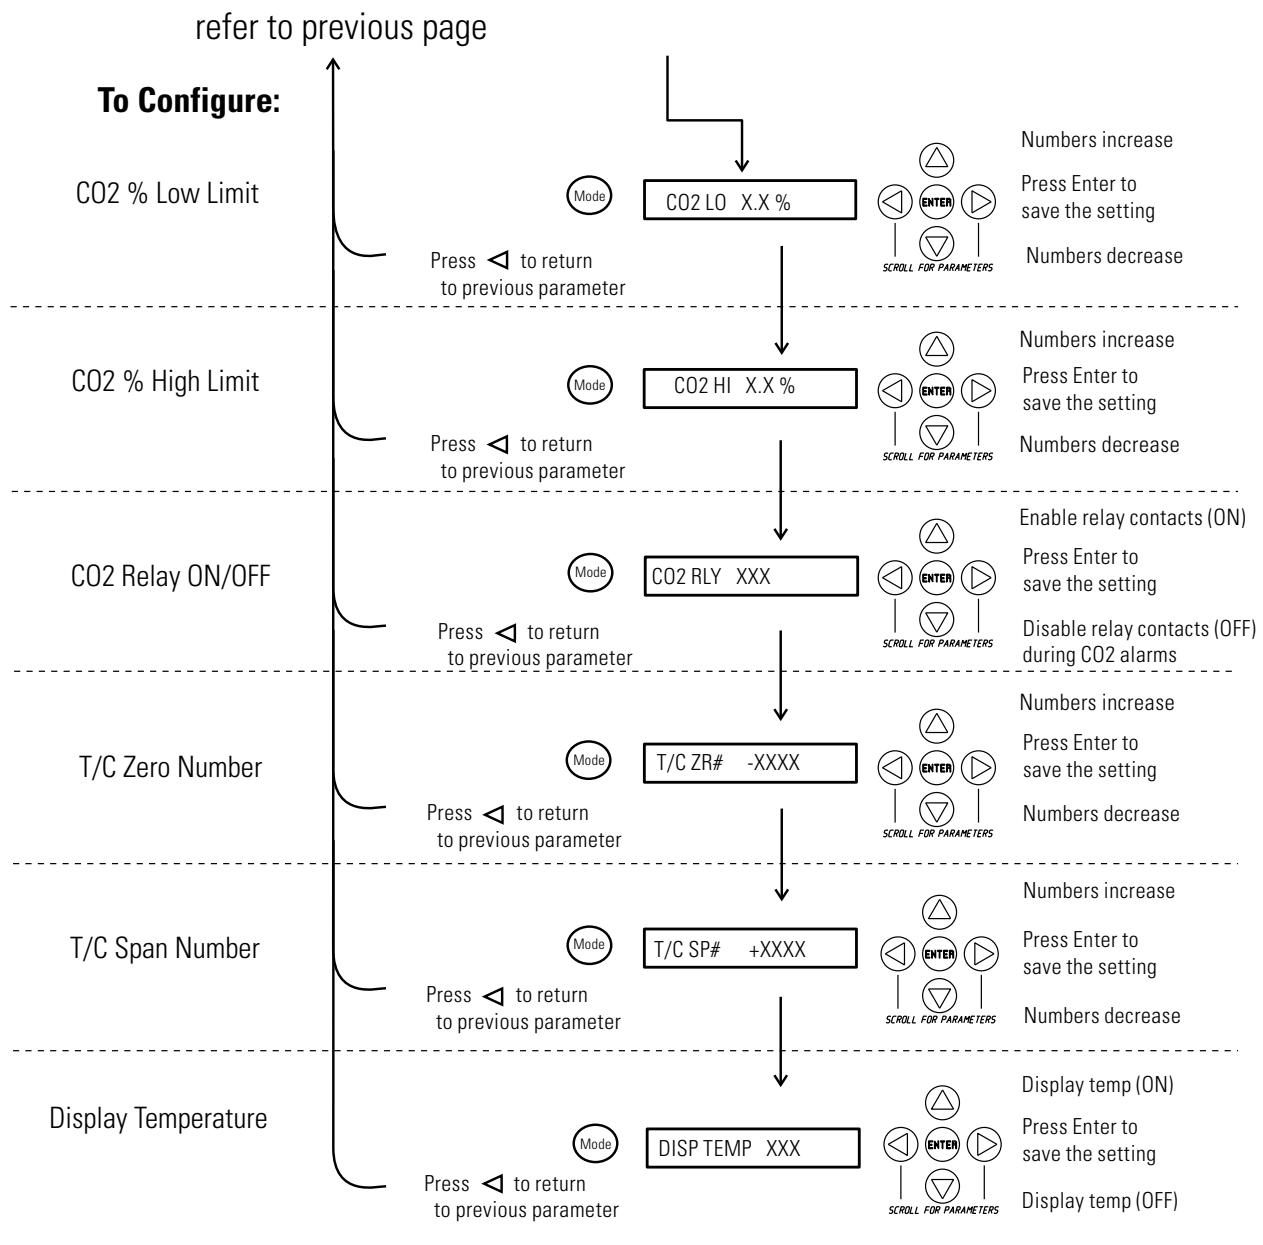 refer to previous page
To Configure:
CO2 % Low Limit
Mode
CO2 LO X.X %
ENTER
SCROLL FOR PARAMETERS
Numbers increase
Press Enter to
save the setting
Numbers decrease
Press to return
to previous parameter
CO2 % High Limit
Mode
CO2 HI X.X %
ENTER
SCROLL FOR PARAMETERS
Numbers increase
Press Enter to
save the setting
Numbers decrease
Press to return
to previous parameter
CO2 Relay ON/OFF
Mode
CO2 RLY XXX
ENTER
SCROLL FOR PARAMETERS
Enable relay contacts (ON)
Press Enter to
save the setting
Disable relay contacts (OFF)
during CO2 alarms
Press to return
to previous parameter
T/C Zero Number
Mode
T/C ZR# -XXXX
ENTER
SCROLL FOR PARAMETERS
Numbers increase
Press Enter to
save the setting
Numbers decrease
Press to return
to previous parameter
T/C Span Number
Mode
T/C SP# +XXXX
ENTER
SCROLL FOR PARAMETERS
Numbers increase
Press Enter to
save the setting
Numbers decrease
Press to return
to previous parameter
Display Temperature
Mode
DISP TEMP XXX
ENTER
SCROLL FOR PARAMETERS
Display temp (ON)
Press Enter to
save the setting
Display temp (OFF)
Press to return
to previous parameter